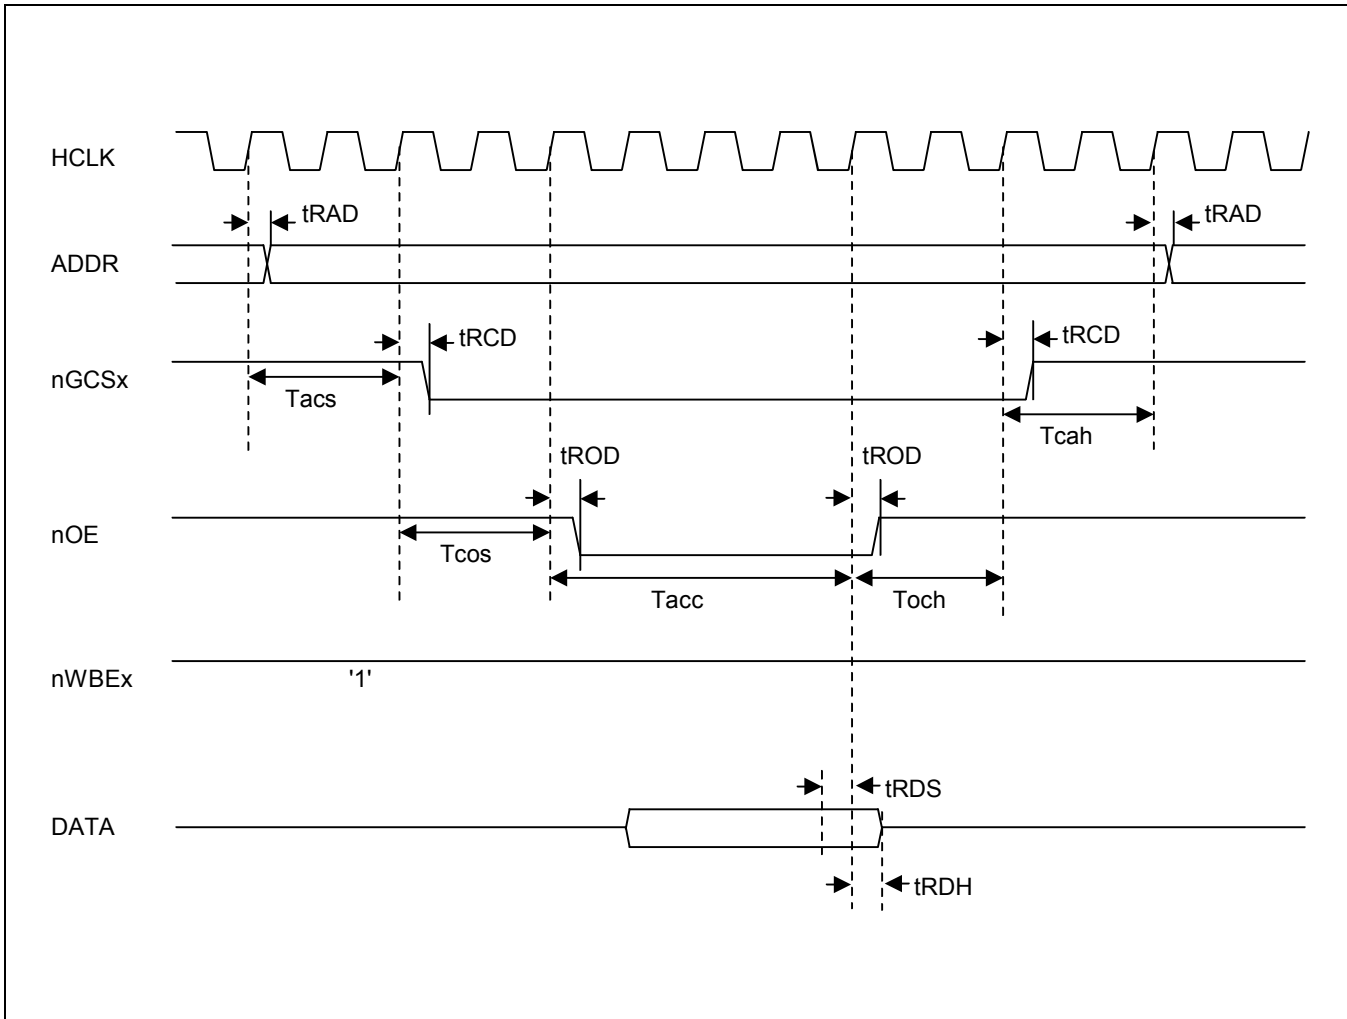 HCLK
tRAD
tRAD
ADDR
tRCD
tRCD
nGCSx
Tacs
Tcah
tROD
tROD
nOE
Tcos
Tacc
Toch
nWBEx
'1'
tRDS
DATA
tRDH